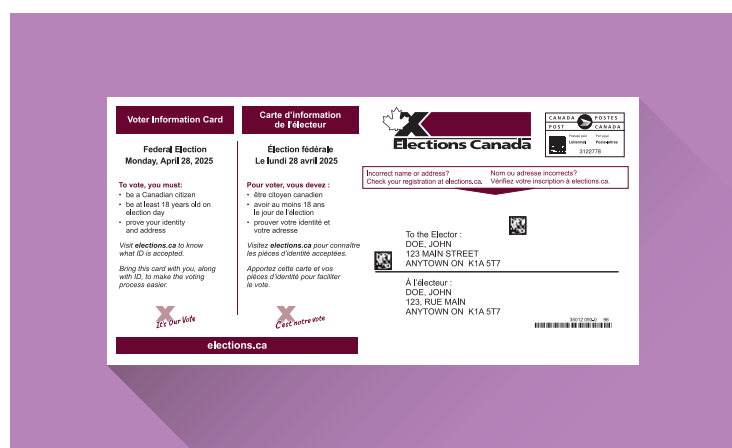 Voter Information Card
Federal Election
Monday, April 28, 2025
To vote, you must:
• be a Canadian citizen
• be at least 18 years old on
election day
• prove your identity
and address
Visit elections.ca to know
what ID is accepted.
Bring this card with you, along
with ID, to make the voting
process easier.
It's Our Vote
Carte d'information
de l'électeur
Élection fédérale
Le lundi 28 avril 2025
Pour voter, vous devez :
• être citoyen canadien
• avoir au moins 18 ans
le jour de l'élection
• prouver votre identité et
votre adresse
Visitez elections.ca pour connaître
les pièces d'identité acceptées.
Apportez cette carte et vos
pièces d'identité pour faciliter
le vote.
C'est notre vote
elections.ca
Elections Canada
CANADA POSTES
POST CANADA
Postage paid Port payé
Lettermail Poste-lettres
3122778
Incorrect name or address?
Check your registration at elections.ca.
Nom ou adresse incorrects?
Vérifiez votre inscription à elections.ca.
To the Elector :
DOE, JOHN
123 MAIN STREET
ANYTOWN ON K1A 5T7
À l'électeur :
DOE, JOHN
123, RUE MAIN
ANYTOWN ON K1A 5T7